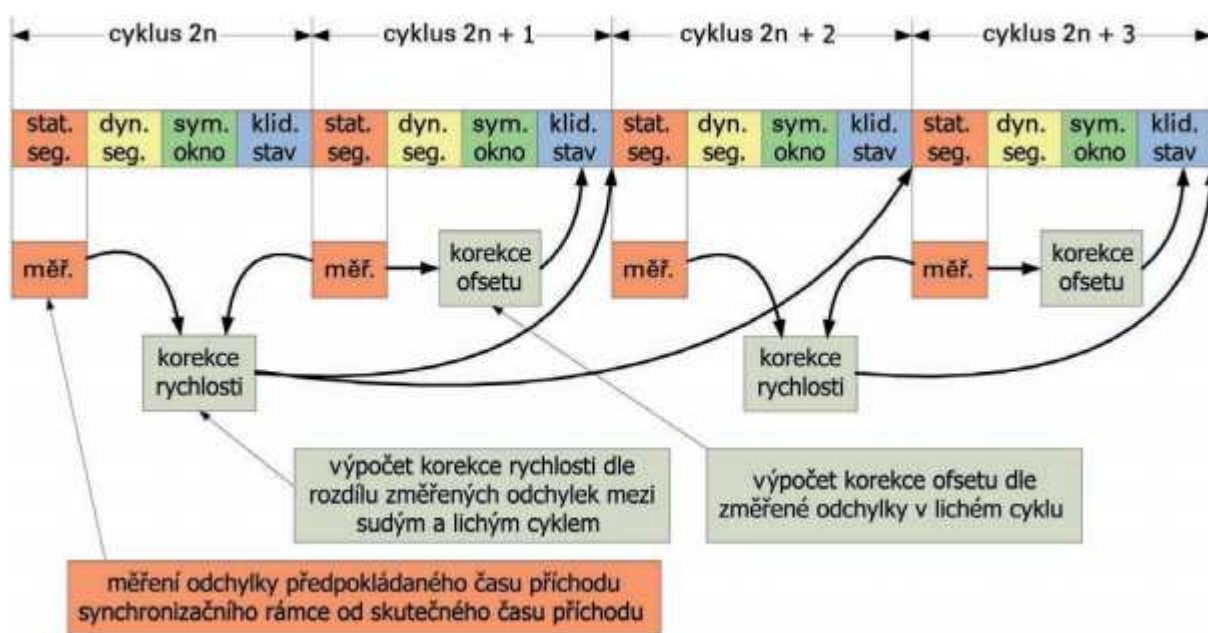 cyklus 2n
cyklus 2n + 1
cyklus 2n + 2
cyklus 2n + 3
stat. seg.
dyn. seg.
sym. okno
klid. stav
stat. seg.
dyn. seg.
sym. okno
klid. stav
stat. seg.
dyn. seg.
sym. okno
klid. stav
stat. seg.
dyn. seg.
sym. okno
klid. stav
měř.
měř.
korekce
ofsetu
měř.
měř.
korekce
ofsetu
korekce
rychlosti
korekce
rychlosti
výpočet korekce rychlosti dle
rozdílu změřených odchylek mezi
sudým a lichým cyklem
výpočet korekce ofsetu dle
změřené odchylky v lichém cyklu
měření odchylky předpokládaného času příchodu
synchronizačního rámce od skutečného času příchodu